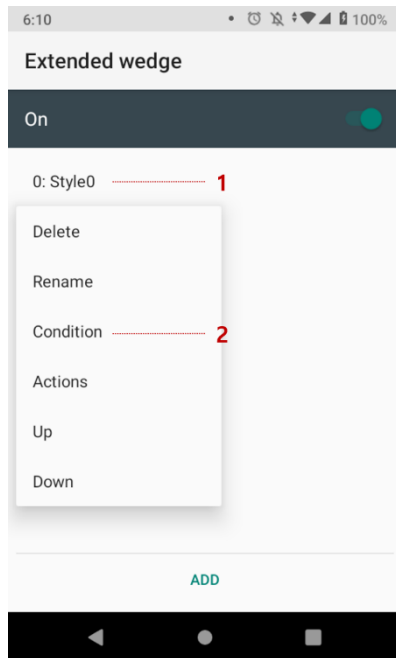 6:10 100%
Extended wedge
On
0: Style0 1
Delete
Rename
Condition 2
Actions
Up
Down
ADD